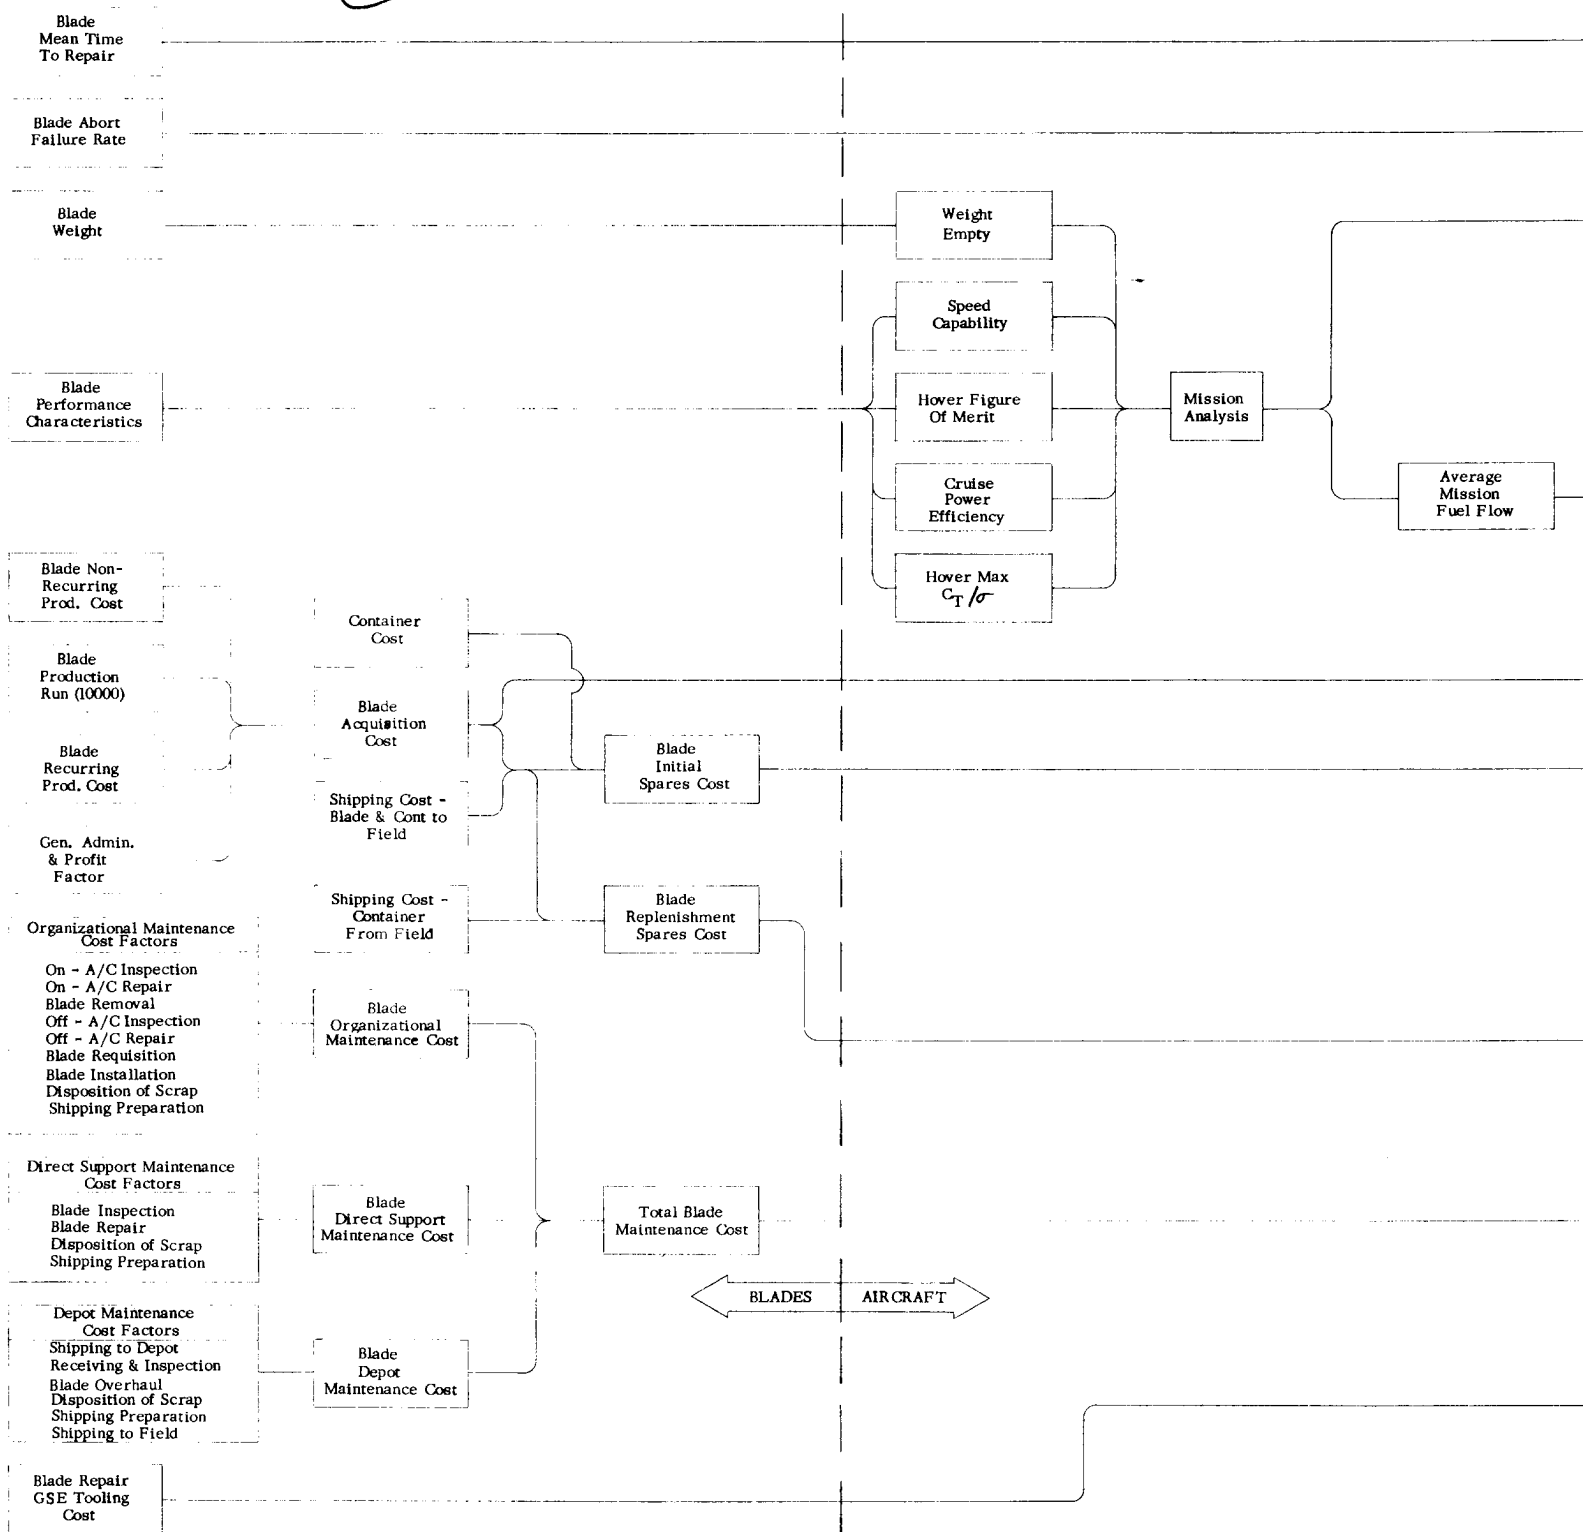 Blade
Mean Time
To Repair
Blade Abort
Failure Rate
Blade
Weight
Weight
Empty
Speed
Capability
Blade
Performance
Characteristics
Hover Figure
Of Merit
Mission
Analysis
Cruise
Power
Efficiency
Average
Mission
Fuel Flow
Hover Max
C_T/σ
Blade Non-
Recurring
Prod. Cost
Container
Cost
Blade
Production
Run (10000)
Blade
Acquisition
Cost
Blade
Recurring
Prod. Cost
Blade
Initial
Spares Cost
Shipping Cost -
Blade & Cont to
Field
Gen. Admin.
& Profit
Factor
Shipping Cost -
Container
From Field
Blade
Replenishment
Spares Cost
Organizational Maintenance
Cost Factors
On - A/C Inspection
On - A/C Repair
Blade Removal
Off - A/C Inspection
Off - A/C Repair
Blade Requisition
Blade Installation
Disposition of Scrap
Shipping Preparation
Blade
Organizational
Maintenance Cost
Direct Support Maintenance
Cost Factors
Blade Inspection
Blade Repair
Disposition of Scrap
Shipping Preparation
Blade
Direct Support
Maintenance Cost
Total Blade
Maintenance Cost
BLADES
AIRCRAFT
Depot Maintenance
Cost Factors
Shipping to Depot
Receiving & Inspection
Blade Overhaul
Disposition of Scrap
Shipping Preparation
Shipping to Field
Blade
Depot
Maintenance Cost
Blade Repair
GSE Tooling
Cost